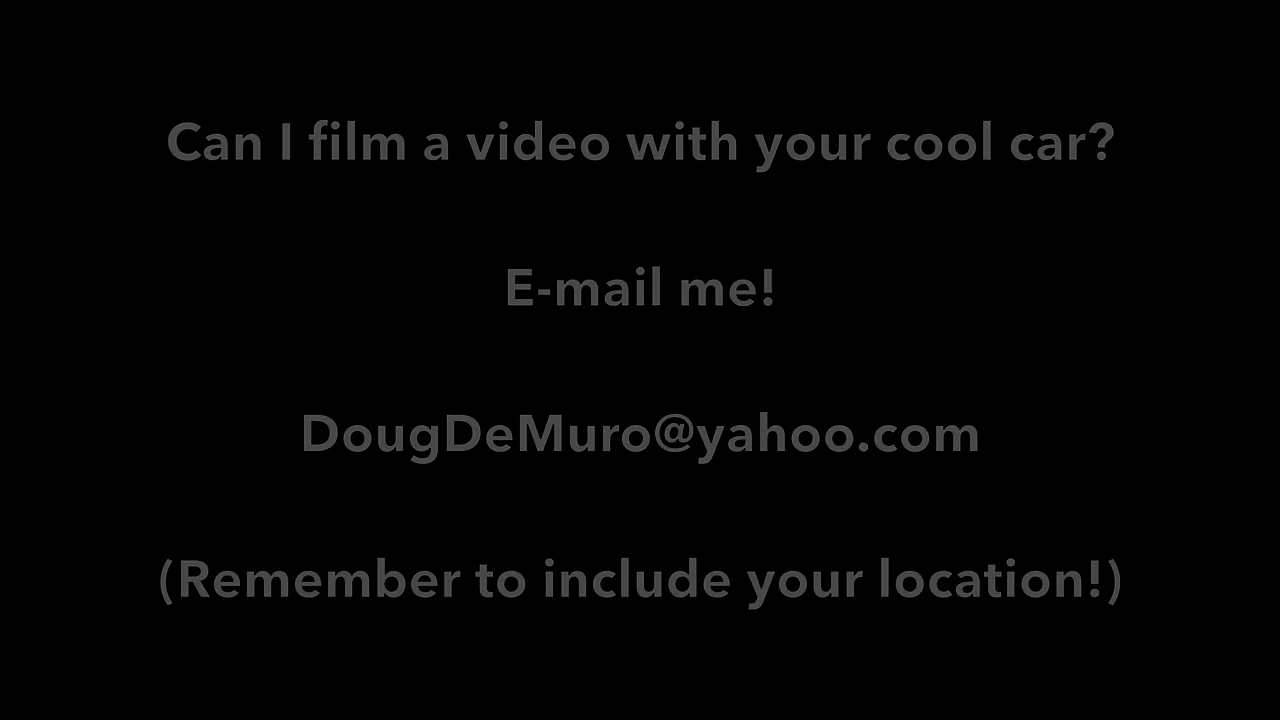 Can I film a video with your cool car?
E-mail me!
DougDeMuro@yahoo.com
(Remember to include your location!)